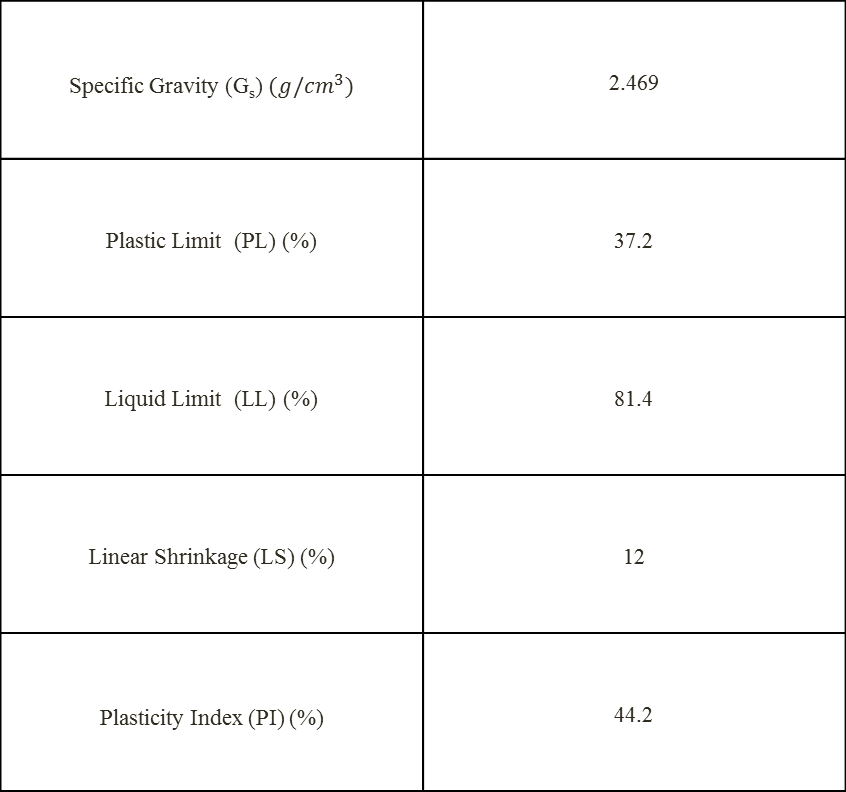 Specific Gravity (Gs) (g/cm³) 2.469
Plastic Limit (PL) (%) 37.2
Liquid Limit (LL) (%) 81.4
Linear Shrinkage (LS) (%) 12
Plasticity Index (PI) (%) 44.2